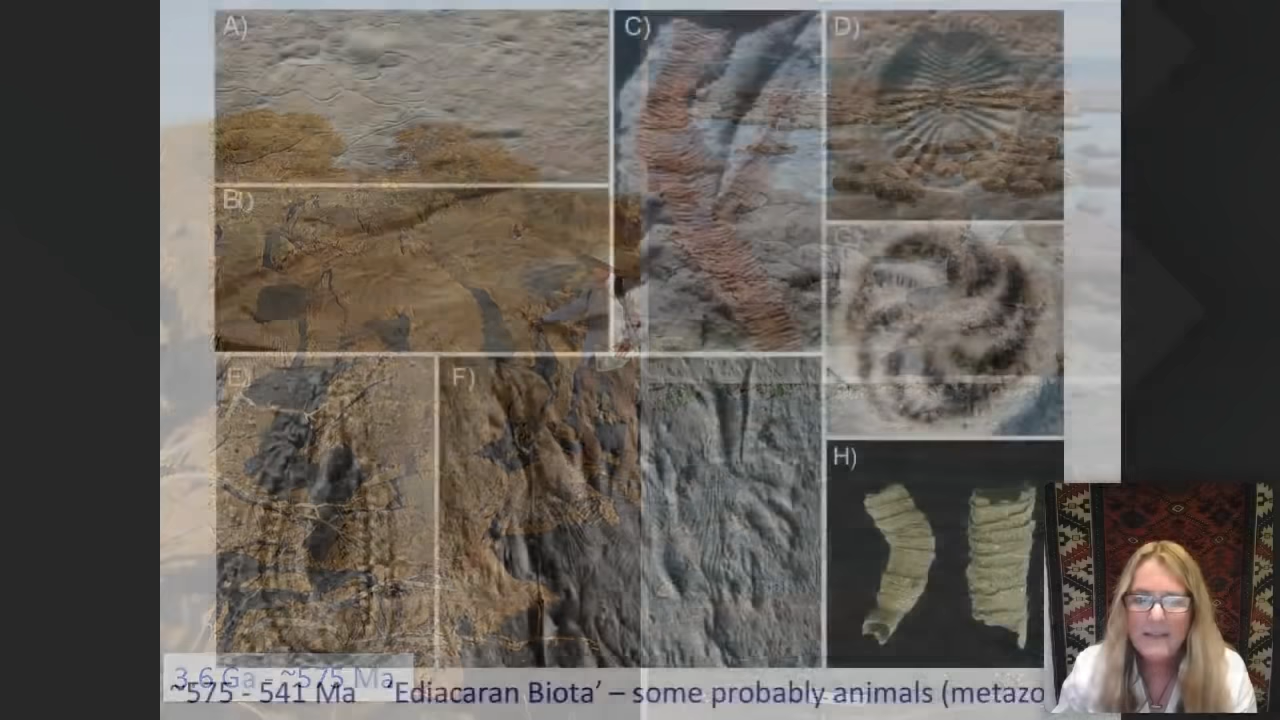 A)
C)
D)
B)
E)
F)
H)
3.6 Ga - ~575 Ma
~575 - 541 Ma 'Ediacaran Biota' – some probably animals (metazo